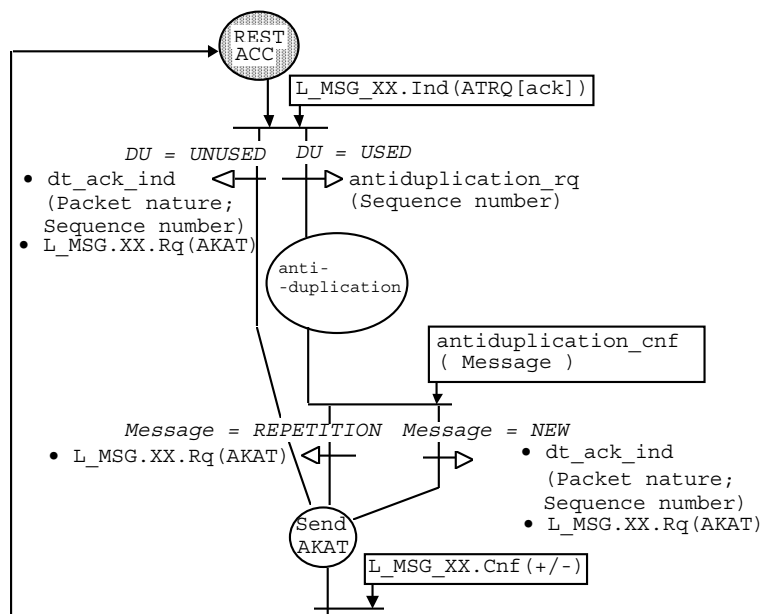 REST
ACC
L_MSG_XX.Ind(ATRQ[ack])
DU = UNUSED
DU = USED
• dt_ack_ind
(Packet nature;
Sequence number)
• L_MSG.XX.Rq(AKAT)
antiduplication_rq
(Sequence number)
anti-
-duplication
antiduplication_cnf
( Message )
Message = REPETITION
Message = NEW
• L_MSG.XX.Rq(AKAT)
• dt_ack_ind
(Packet nature;
Sequence number)
• L_MSG.XX.Rq(AKAT)
Send
AKAT
L_MSG_XX.Cnf(+/-)